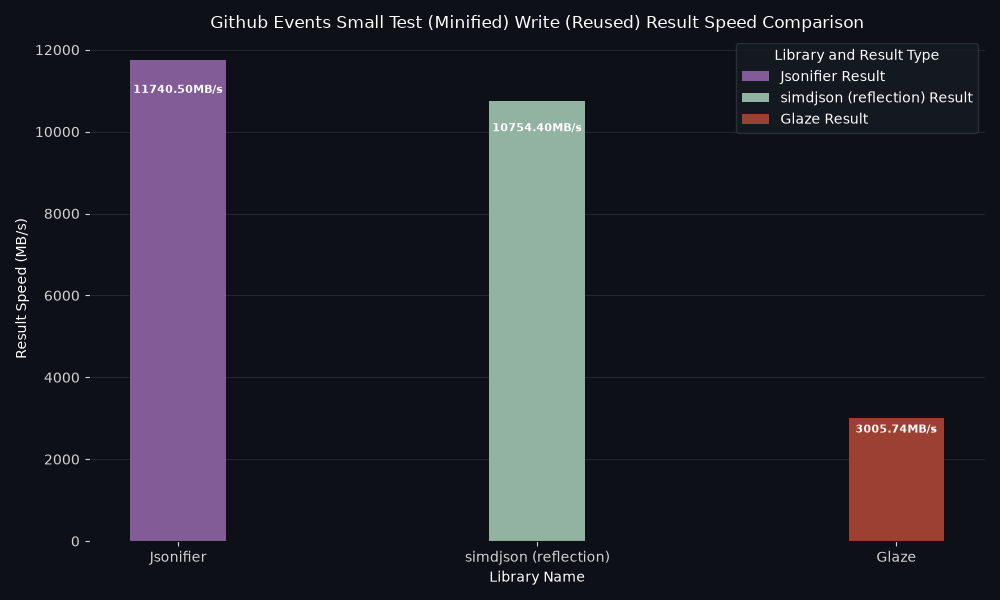 Github Events Small Test (Minified) Write (Reused) Result Speed Comparison
Library and Result Type
Jsonifier Result
simdjson (reflection) Result
Glaze Result
Result Speed (MB/s)
12000
10000
8000
6000
4000
2000
0
11740.50MB/s
10754.40MB/s
3005.74MB/s
Jsonifier
simdjson (reflection)
Glaze
Library Name